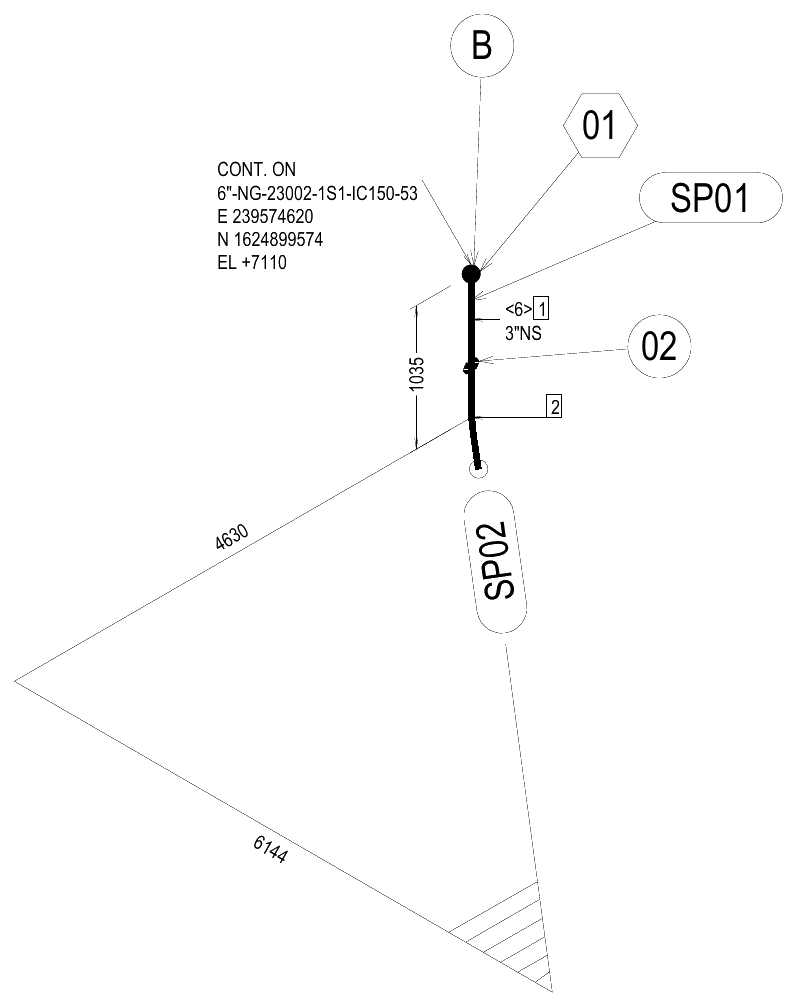 B
01
CONT. ON
6"-NG-23002-1S1-IC150-53
E 239574620
N 1624899574
EL +7110
SP01
<6> 1
3"NS
02
1035
2
4630
SP02
6144